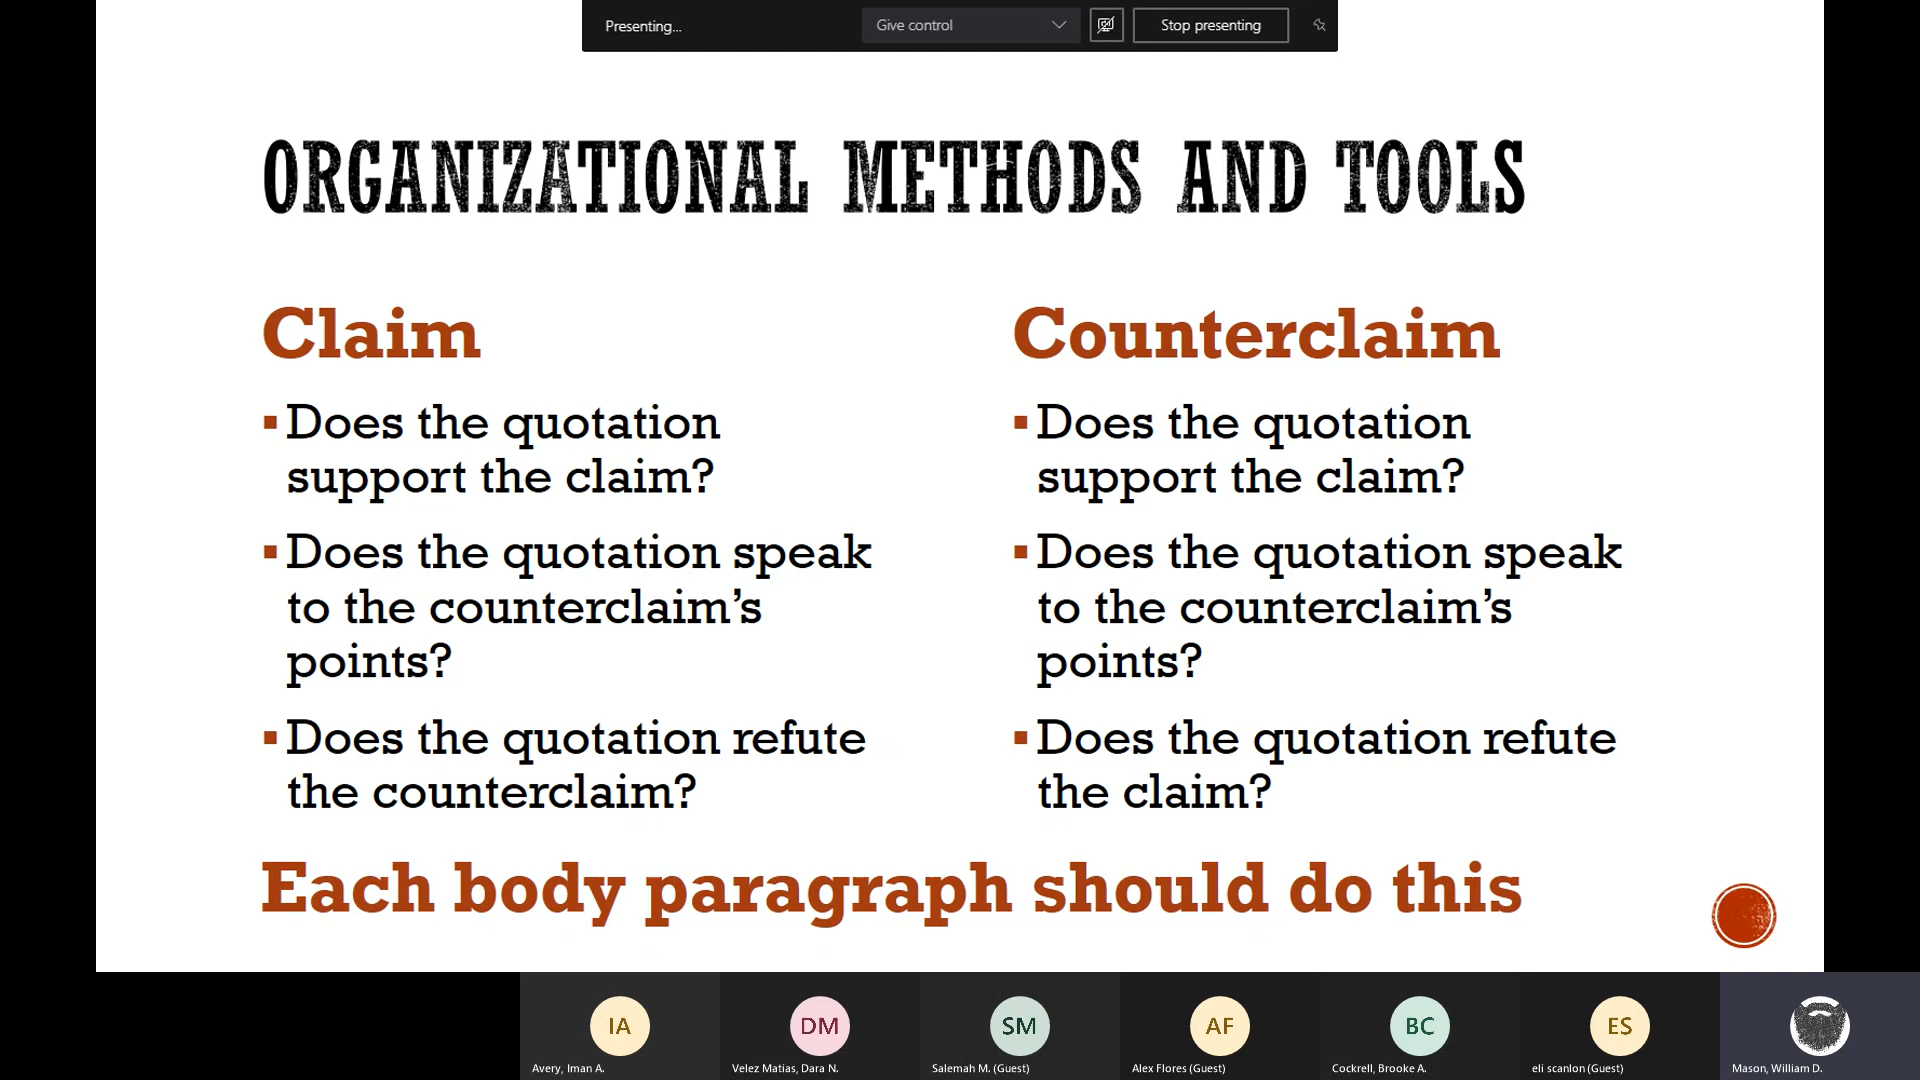 Presenting...
Give control
Stop presenting
ORGANIZATIONAL METHODS AND TOOLS
Claim
▪Does the quotation
support the claim?
▪Does the quotation speak
to the counterclaim’s
points?
▪Does the quotation refute
the counterclaim?
Counterclaim
▪Does the quotation
support the claim?
▪Does the quotation speak
to the counterclaim’s
points?
▪Does the quotation refute
the claim?
Each body paragraph should do this
IA
Avery, Iman A.
DM
Velez Matias, Dara N.
SM
Salemah M. (Guest)
AF
Alex Flores (Guest)
BC
Cockrell, Brooke A.
ES
eli scanlon (Guest)
Mason, William D.